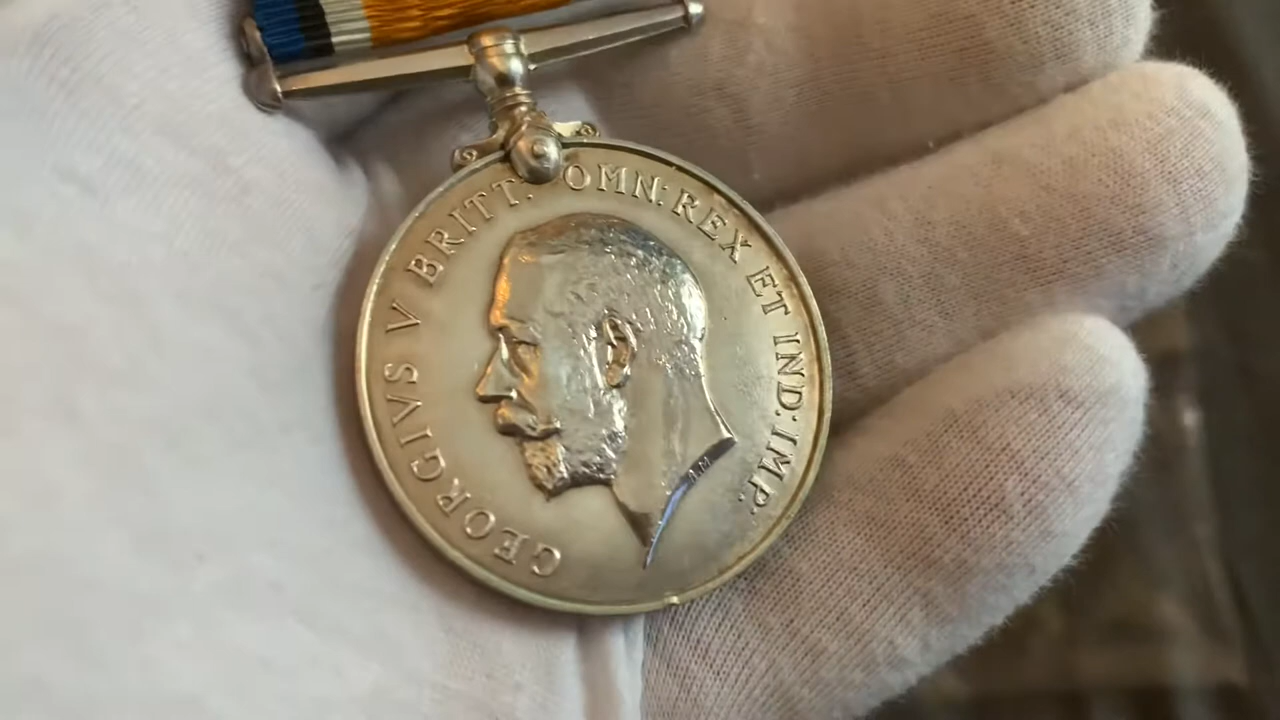 GEORGIVS V BRITT: OMN: REX ET IND: IMP:
B.M